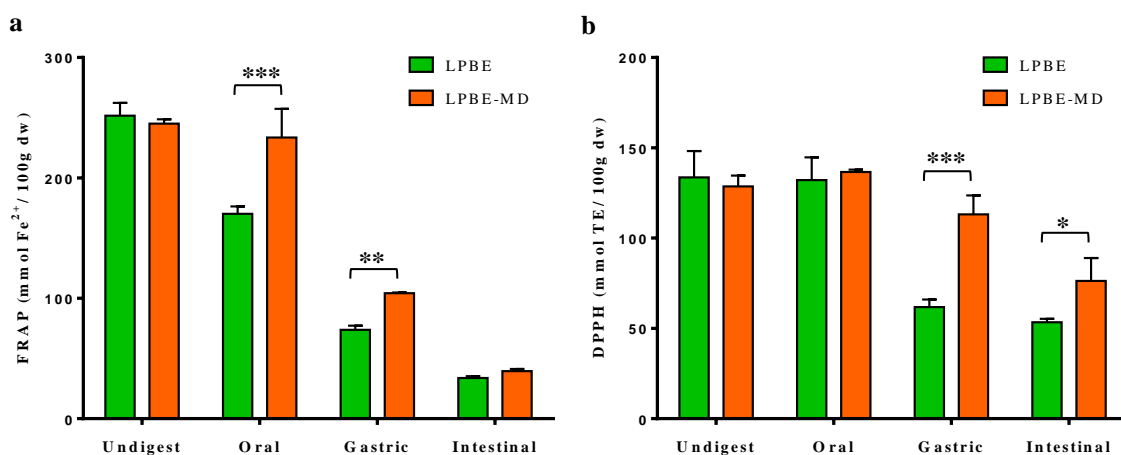 a
FRAP (mmol Fe²⁺/100g dw)
300
200
100
0
***
**
LPBE
LPBE-MD
Undigest Oral Gastric Intestinal
b
DPPH (mmol TE/100g dw)
200
150
100
50
0
***
*
LPBE
LPBE-MD
Undigest Oral Gastric Intestinal